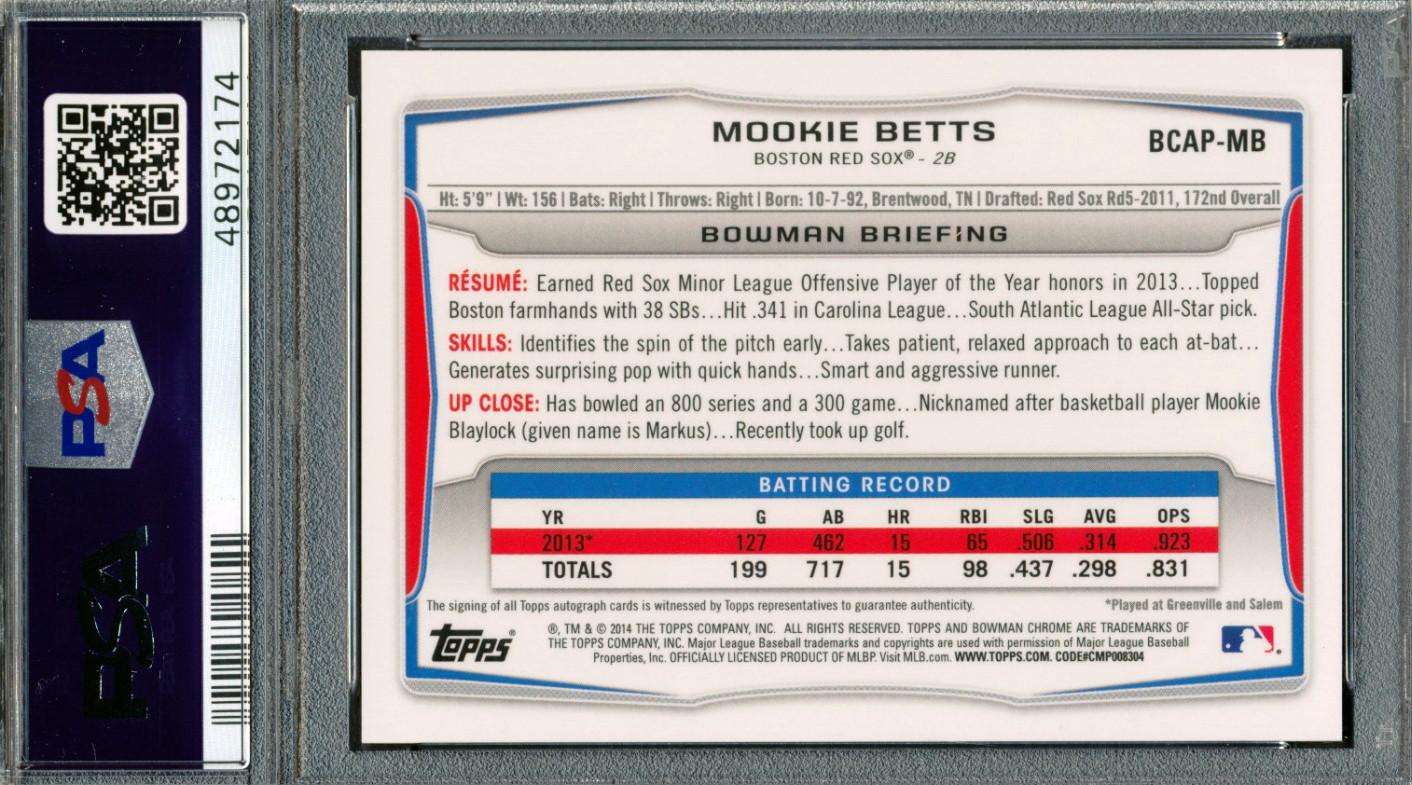 48972174
PSA
PSA
MOOKIE BETTS
BCAP-MB
BOSTON RED SOX® - 2B
Ht: 5'9" | Wt: 156 | Bats: Right | Throws: Right | Born: 10-7-92, Brentwood, TN | Drafted: Red Sox Rd5-2011, 172nd Overall
BOWMAN BRIEFING
RÉSUMÉ: Earned Red Sox Minor League Offensive Player of the Year honors in 2013...Topped
Boston farmhands with 38 SBs...Hit .341 in Carolina League...South Atlantic League All-Star pick.
SKILLS: Identifies the spin of the pitch early...Takes patient, relaxed approach to each at-bat...
Generates surprising pop with quick hands...Smart and aggressive runner.
UP CLOSE: Has bowled an 800 series and a 300 game...Nicknamed after basketball player Mookie
Blaylock (given name is Markus)...Recently took up golf.
BATTING RECORD
YR G AB HR RBI SLG AVG OPS
2013* 127 462 15 65 .506 .314 .923
TOTALS 199 717 15 98 .437 .298 .831
The signing of all Topps autograph cards is witnessed by Topps representatives to guarantee authenticity. *Played at Greenville and Salem
topps®
®, TM & © 2014 THE TOPPS COMPANY, INC. ALL RIGHTS RESERVED. TOPPS AND BOWMAN CHROME ARE TRADEMARKS OF
THE TOPPS COMPANY, INC. Major League Baseball trademarks and copyrights are used with permission of Major League Baseball
Properties, Inc. OFFICIALLY LICENSED PRODUCT OF MLBP. Visit MLB.com. WWW.TOPPS.COM. CODE#CMP008304